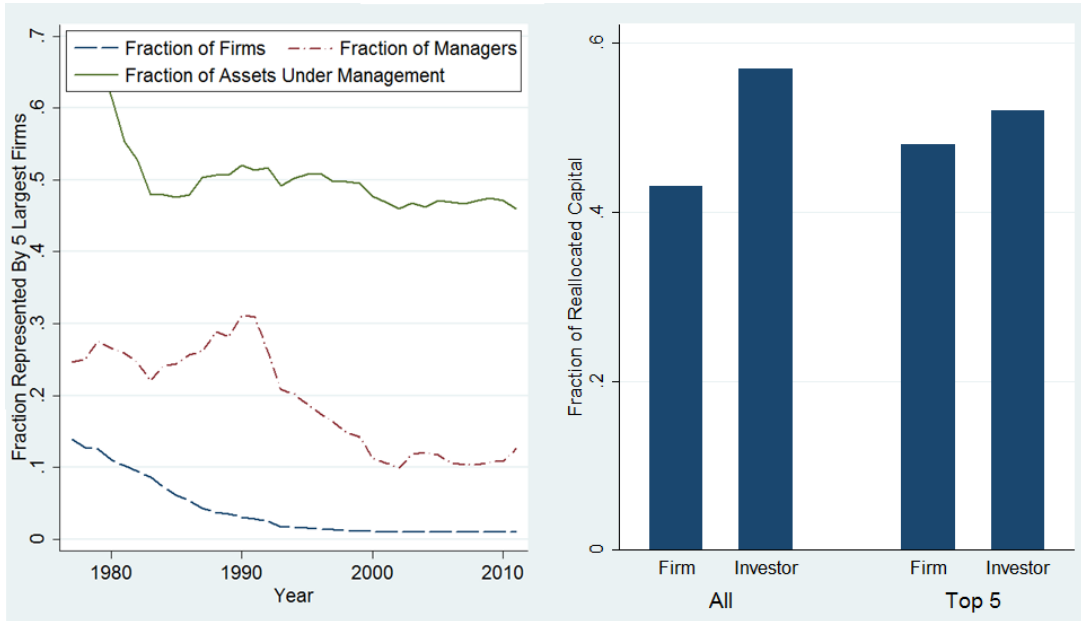 Fraction of Firms
Fraction of Managers
Fraction of Assets Under Management
Fraction Represented By 5 Largest Firms
.7
.6
.5
.4
.3
.2
.1
0
1980
1990
2000
2010
Year
Fraction of Reallocated Capital
.6
.4
.2
0
Firm
Investor
Firm
Investor
All
Top 5